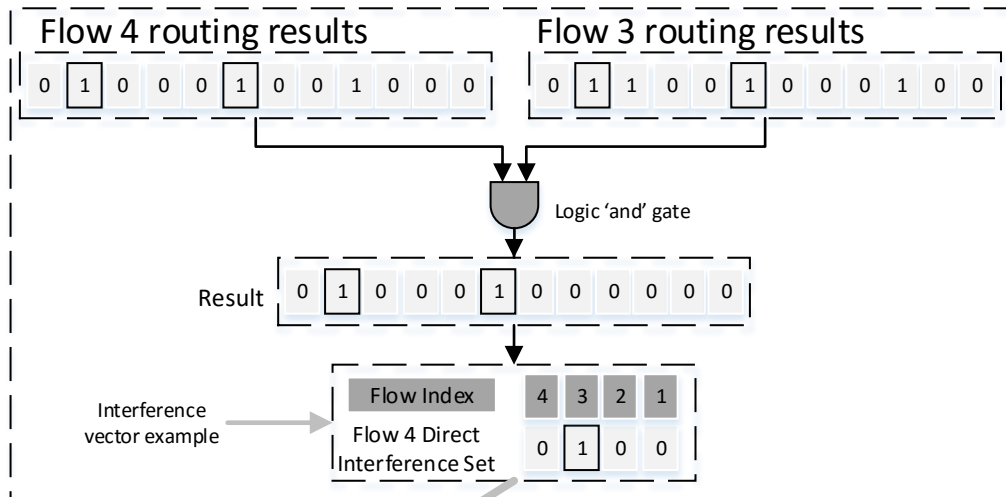 Flow 4 routing results
Flow 3 routing results
0 1 0 0 0 1 0 0 1 0 0 0
0 1 1 0 0 1 0 0 0 1 0 0
Logic ‘and’ gate
Result
0 1 0 0 0 1 0 0 0 0 0 0
Flow Index
4 3 2 1
Interference
vector example
Flow 4 Direct
Interference Set
0 1 0 0